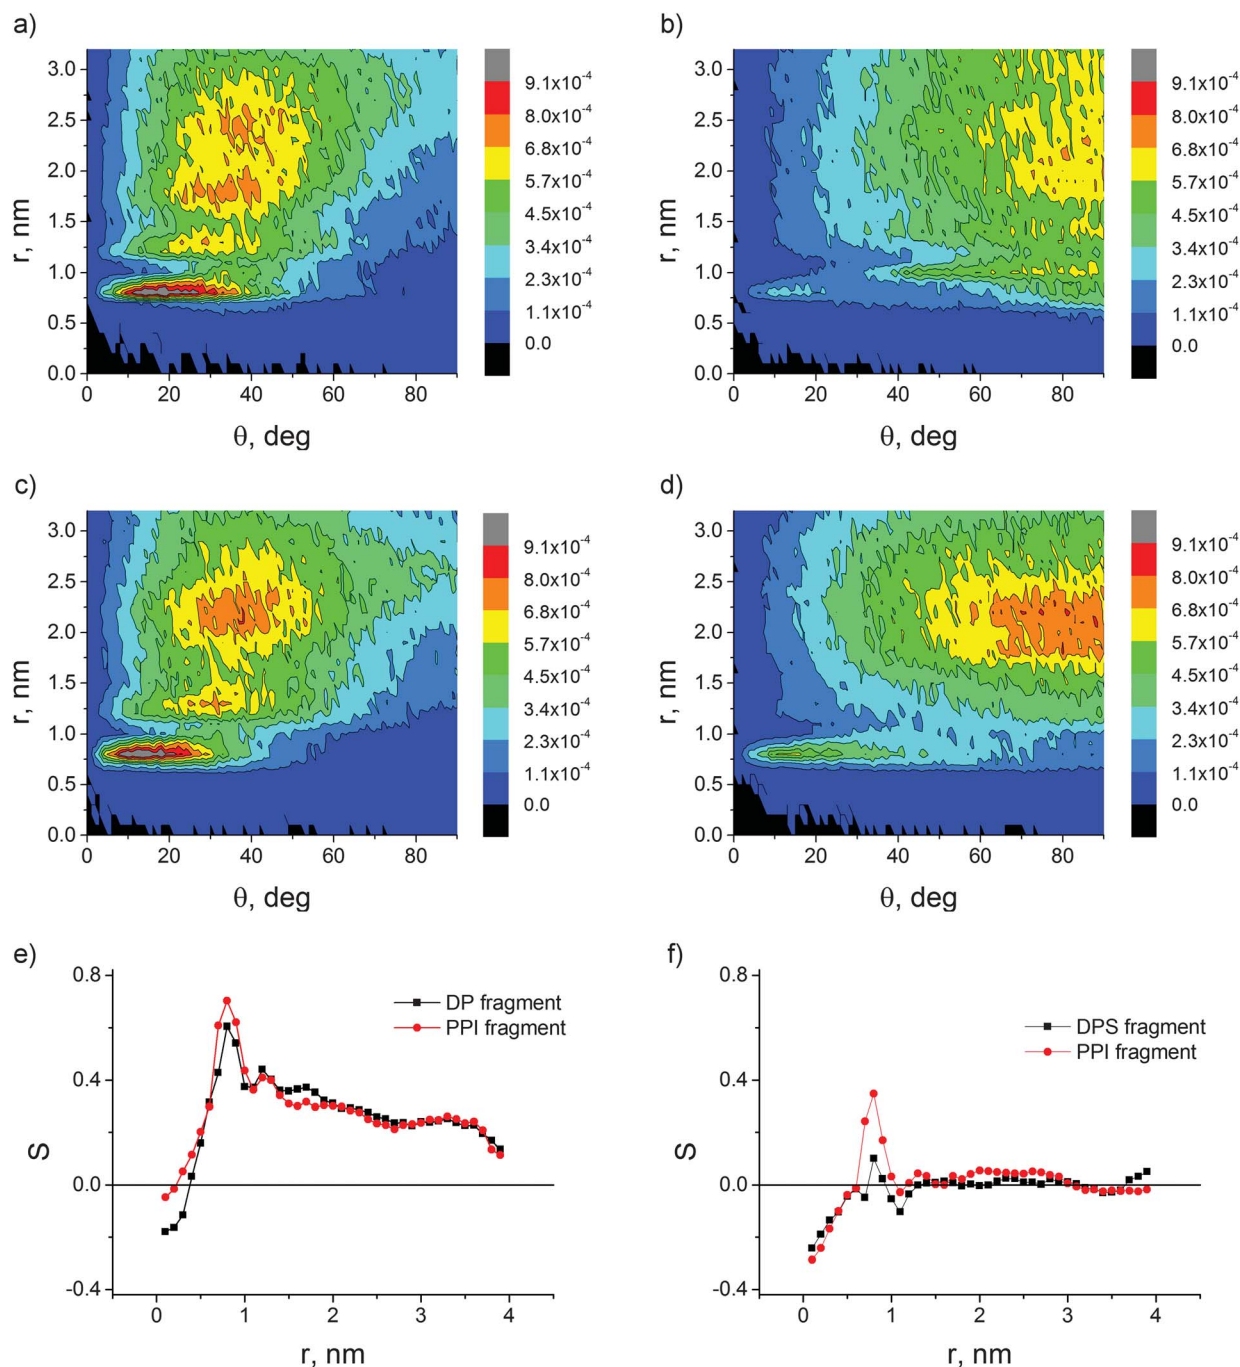 a)
3.0
2.5
2.0
1.5
1.0
0.5
0.0
r, nm
0 20 40 60 80
θ, deg
9.1x10⁻⁴
8.0x10⁻⁴
6.8x10⁻⁴
5.7x10⁻⁴
4.5x10⁻⁴
3.4x10⁻⁴
2.3x10⁻⁴
1.1x10⁻⁴
0.0
b)
3.0
2.5
2.0
1.5
1.0
0.5
0.0
r, nm
0 20 40 60 80
θ, deg
9.1x10⁻⁴
8.0x10⁻⁴
6.8x10⁻⁴
5.7x10⁻⁴
4.5x10⁻⁴
3.4x10⁻⁴
2.3x10⁻⁴
1.1x10⁻⁴
0.0
c)
3.0
2.5
2.0
1.5
1.0
0.5
0.0
r, nm
0 20 40 60 80
θ, deg
9.1x10⁻⁴
8.0x10⁻⁴
6.8x10⁻⁴
5.7x10⁻⁴
4.5x10⁻⁴
3.4x10⁻⁴
2.3x10⁻⁴
1.1x10⁻⁴
0.0
d)
3.0
2.5
2.0
1.5
1.0
0.5
0.0
r, nm
0 20 40 60 80
θ, deg
9.1x10⁻⁴
8.0x10⁻⁴
6.8x10⁻⁴
5.7x10⁻⁴
4.5x10⁻⁴
3.4x10⁻⁴
2.3x10⁻⁴
1.1x10⁻⁴
0.0
e)
0.8
0.4
0.0
-0.4
S
DP fragment
PPI fragment
0 1 2 3 4
r, nm
f)
0.8
0.4
0.0
-0.4
S
DPS fragment
PPI fragment
0 1 2 3 4
r, nm